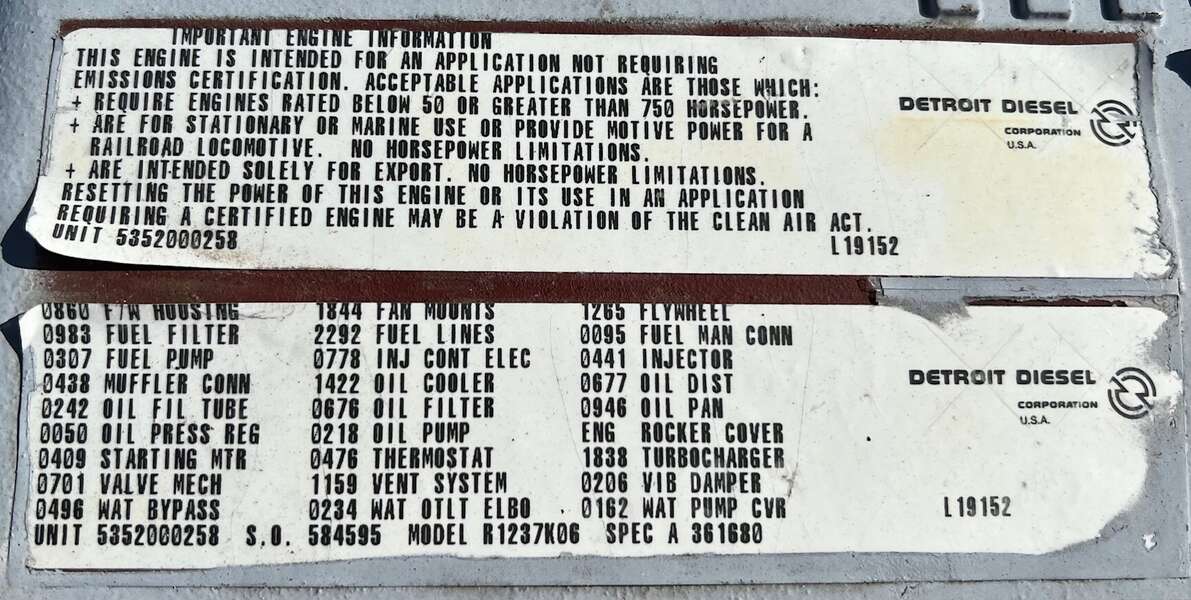 IMPORTANT ENGINE INFORMATION
THIS ENGINE IS INTENDED FOR AN APPLICATION NOT REQUIRING
EMISSIONS CERTIFICATION. ACCEPTABLE APPLICATIONS ARE THOSE WHICH:
+ REQUIRE ENGINES RATED BELOW 50 OR GREATER THAN 750 HORSEPOWER.
+ ARE FOR STATIONARY OR MARINE USE OR PROVIDE MOTIVE POWER FOR A
RAILROAD LOCOMOTIVE. NO HORSEPOWER LIMITATIONS.
+ ARE INTENDED SOLELY FOR EXPORT. NO HORSEPOWER LIMITATIONS.
RESETTING THE POWER OF THIS ENGINE OR ITS USE IN AN APPLICATION
REQUIRING A CERTIFIED ENGINE MAY BE A VIOLATION OF THE CLEAN AIR ACT.
UNIT 5352000258 L19152
DETROIT DIESEL
CORPORATION
U.S.A.
0860 F/W HOUSING 1844 FAN MOUNTS 1265 FLYWHEEL
0983 FUEL FILTER 2292 FUEL LINES 0095 FUEL MAN CONN
0307 FUEL PUMP 0778 INJ CONT ELEC 0441 INJECTOR
0438 MUFFLER CONN 1422 OIL COOLER 0677 OIL DIST
0242 OIL FIL TUBE 0676 OIL FILTER 0946 OIL PAN
0050 OIL PRESS REG 0218 OIL PUMP ENG ROCKER COVER
0409 STARTING MTR 0476 THERMOSTAT 1838 TURBOCHARGER
0701 VALVE MECH 1159 VENT SYSTEM 0206 VIB DAMPER
0496 WAT BYPASS 0234 WAT OTLT ELBO 0162 WAT PUMP CVR L19152
UNIT 5352000258 S.O. 584595 MODEL R1237K06 SPEC A 361680
DETROIT DIESEL
CORPORATION
U.S.A.